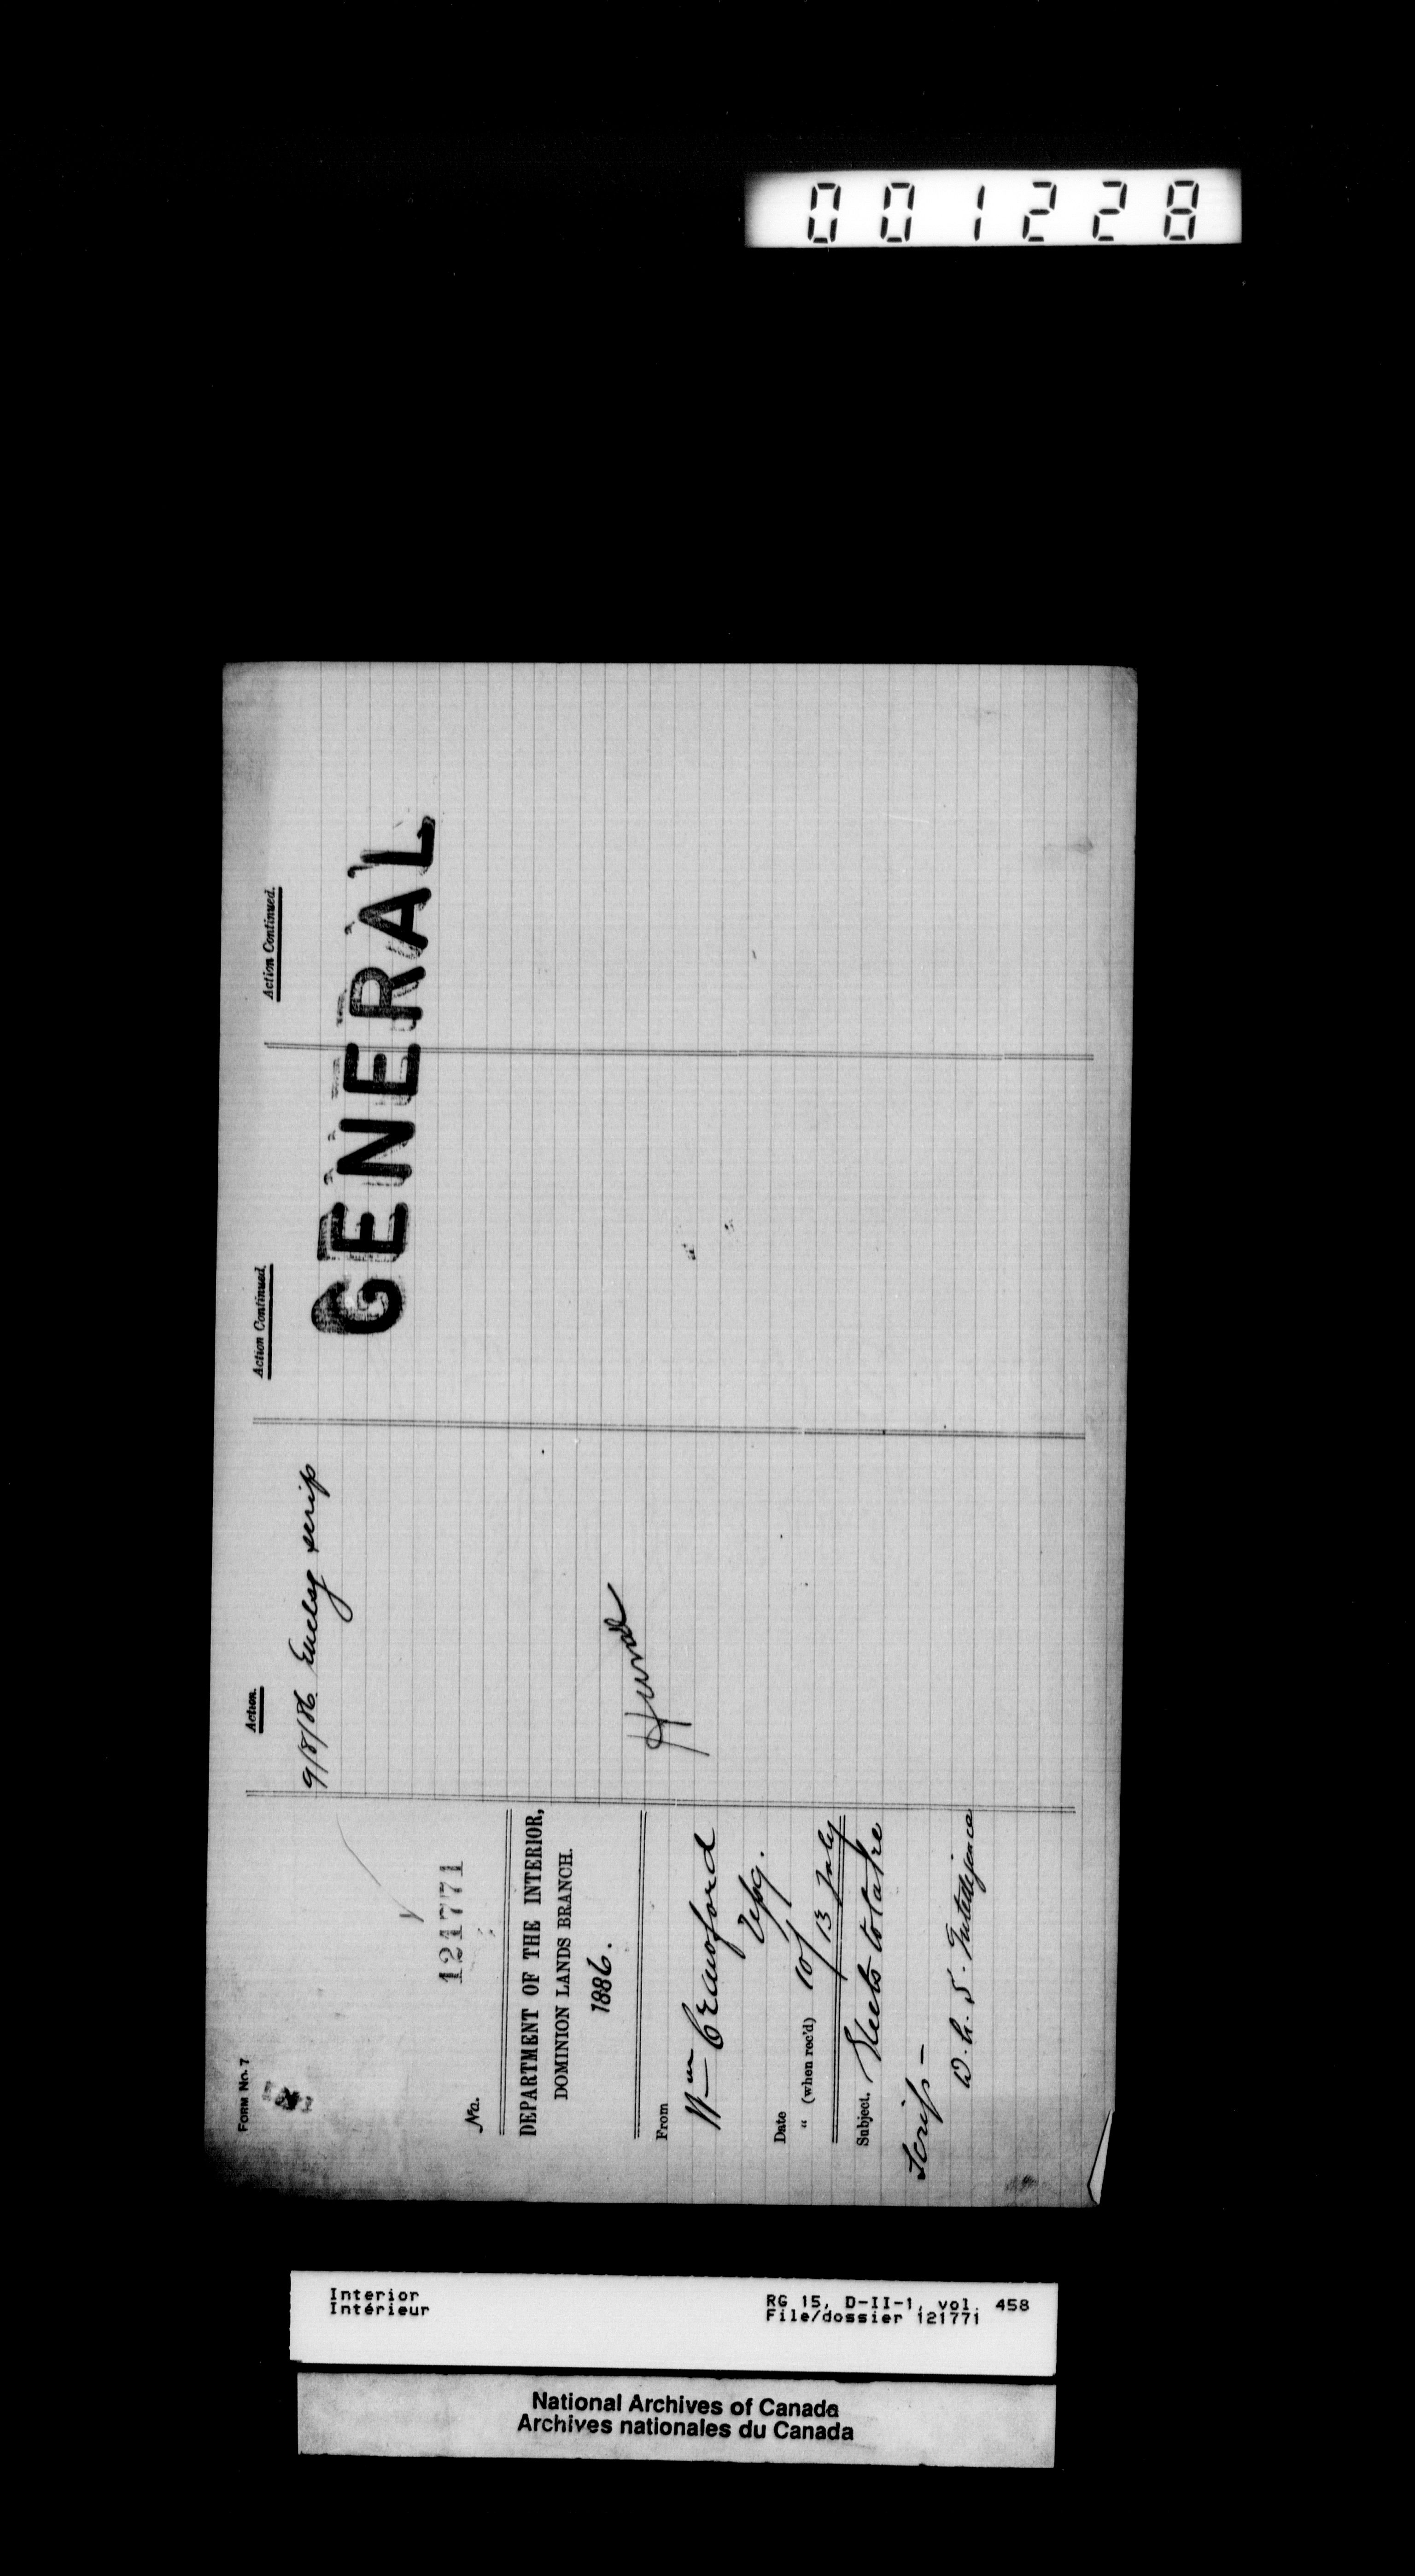 001228
FORM No. 7
No. 121771
DEPARTMENT OF THE INTERIOR,
DOMINION LANDS BRANCH.
1886.
From
Wm Crawford
Esq.
Date 10/
" (when rec'd) 13 July
Subject. Elects to take
Scrip –
D. L. S. Intelligence
Action.
9/8/86 Enclsg scrip
Action Continued.
GENERAL
Action Continued.
Interior
Intérieur
RG 15, D-II-1, vol. 458
File/dossier 121771
National Archives of Canada
Archives nationales du Canada